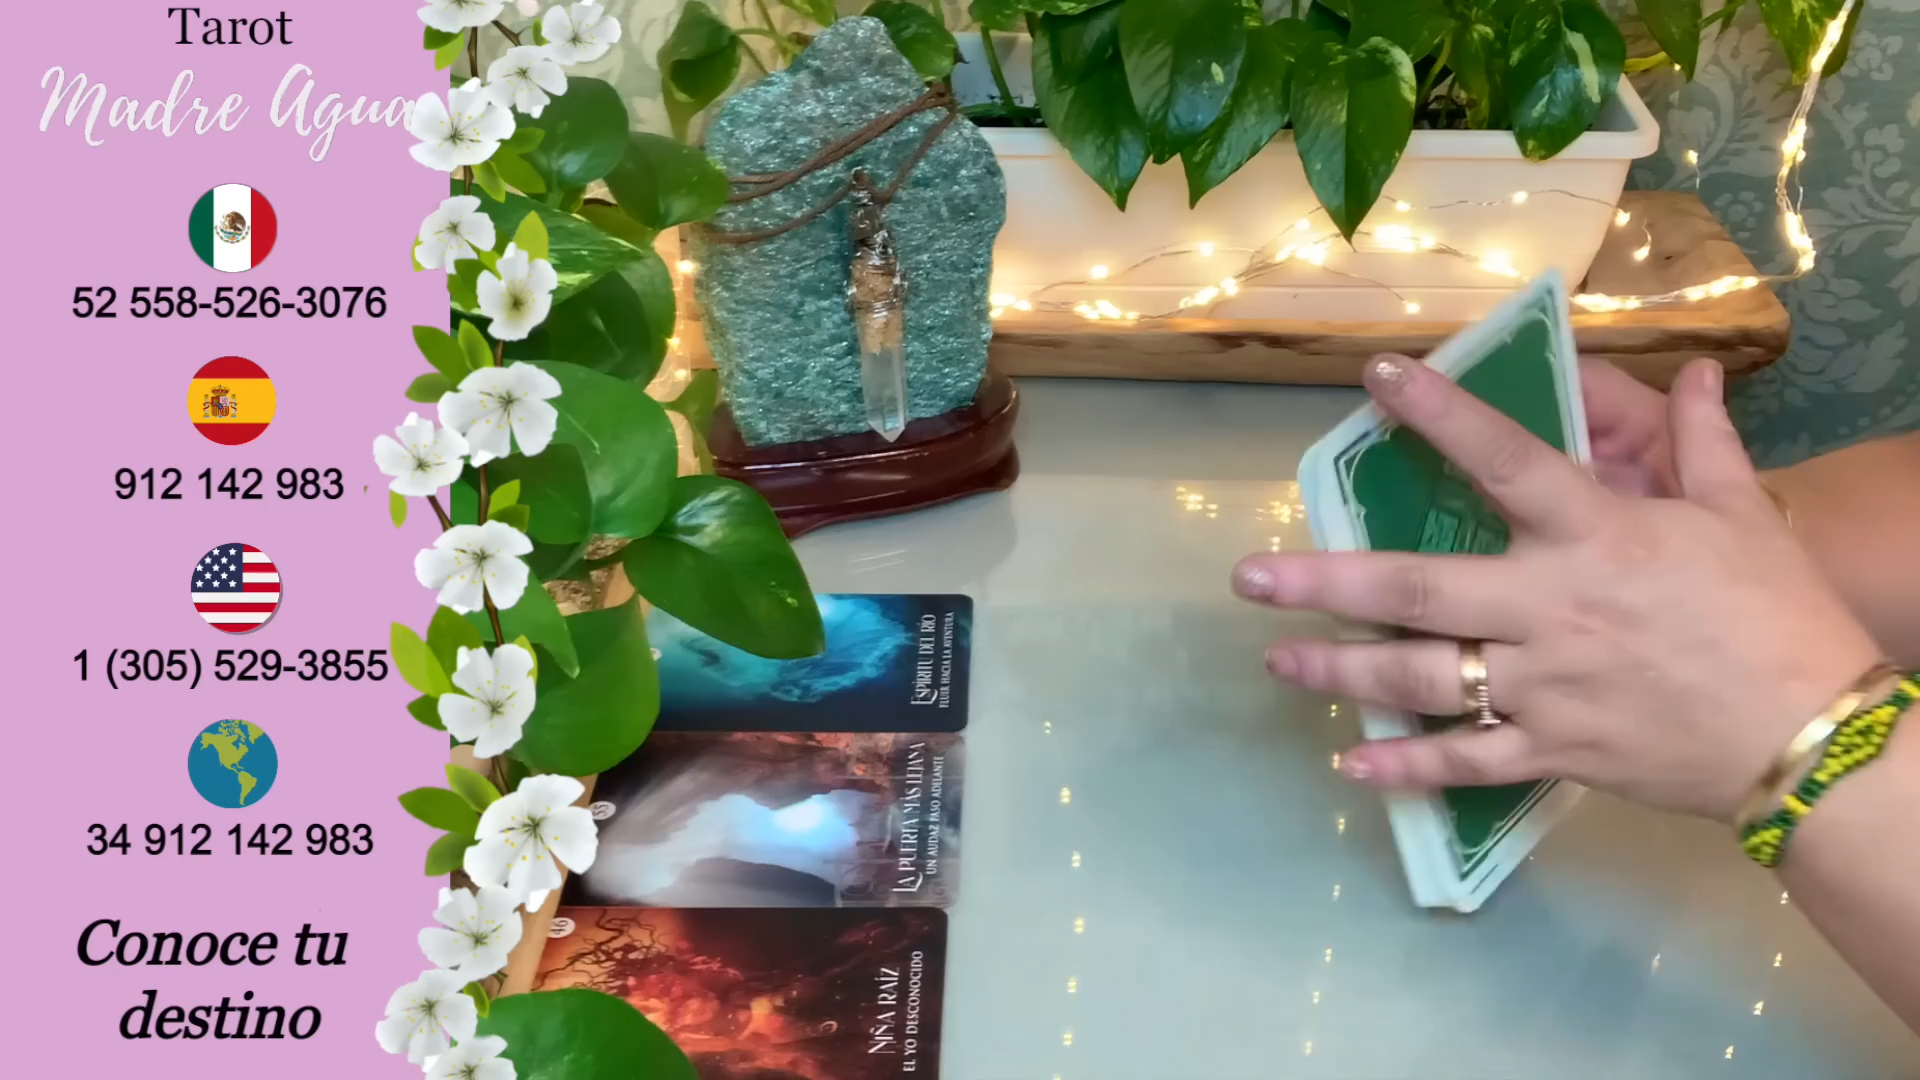 Tarot
Madre Agua
52 558-526-3076
912 142 983
1 (305) 529-3855
34 912 142 983
Conoce tu
destino
ESPÍRITU DEL RÍO
FLUIR HACIA LA AVENTURA
55
LA PUERTA MÁS LEJANA
UN AUDAZ PASO ADELANTE
46
NIÑA RAÍZ
EL YO DESCONOCIDO